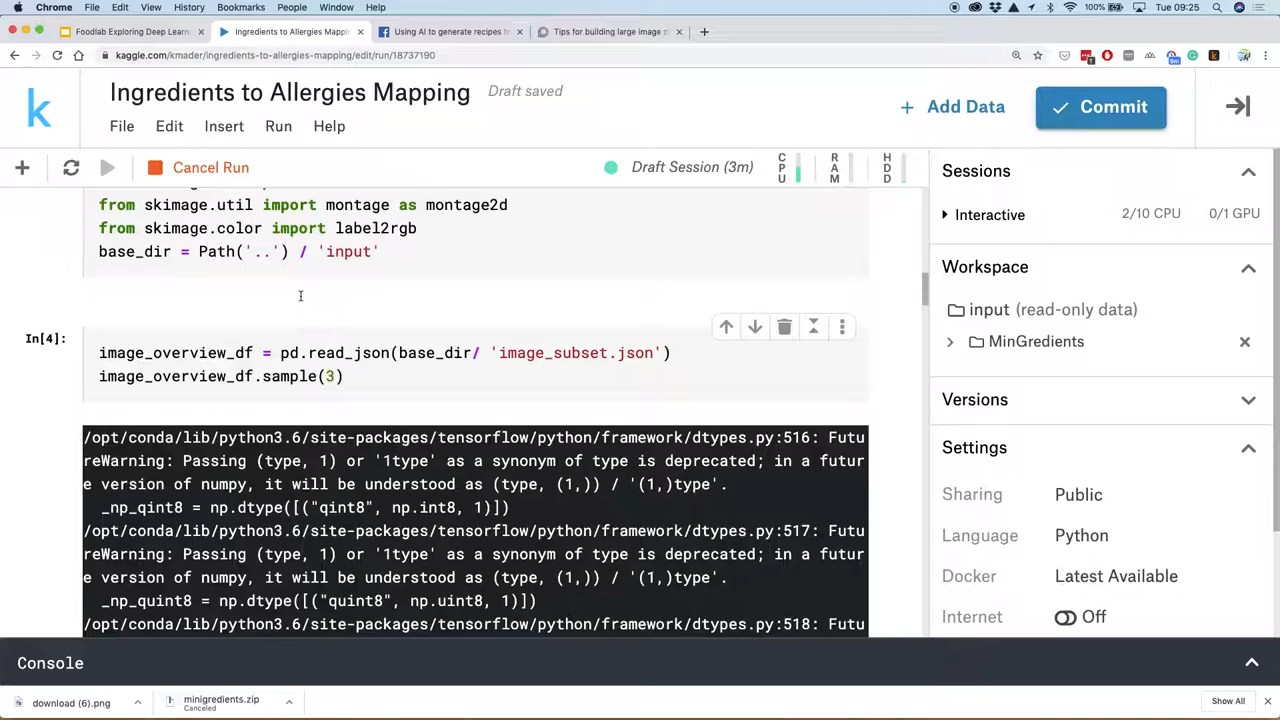 Chrome File Edit View History Bookmarks People Window Help 100% Tue 09:25
Foodlab Exploring Deep Learn Ingredients to Allergies Mappi Using AI to generate recipes f Tips for building large image d
kaggle.com/kmader/ingredients-to-allergies-mapping/edit/run/18737190
k Ingredients to Allergies Mapping Draft saved
+ Add Data Commit
File Edit Insert Run Help
Cancel Run Draft Session (3m) CPU RAM HDD
from skimage.util import montage as montage2d
from skimage.color import label2rgb
base_dir = Path('..') / 'input'
In[4]:
image_overview_df = pd.read_json(base_dir/ 'image_subset.json')
image_overview_df.sample(3)
/opt/conda/lib/python3.6/site-packages/tensorflow/python/framework/dtypes.py:516: Futu
reWarning: Passing (type, 1) or '1type' as a synonym of type is deprecated; in a futur
e version of numpy, it will be understood as (type, (1,)) / '(1,)type'.
_np_qint8 = np.dtype([("qint8", np.int8, 1)])
/opt/conda/lib/python3.6/site-packages/tensorflow/python/framework/dtypes.py:517: Futu
reWarning: Passing (type, 1) or '1type' as a synonym of type is deprecated; in a futur
e version of numpy, it will be understood as (type, (1,)) / '(1,)type'.
_np_quint8 = np.dtype([("quint8", np.uint8, 1)])
/opt/conda/lib/python3.6/site-packages/tensorflow/python/framework/dtypes.py:518: Futu
Sessions
Interactive 2/10 CPU 0/1 GPU
Workspace
input (read-only data)
MinGredients
Versions
Settings
Sharing Public
Language Python
Docker Latest Available
Internet Off
Console
download (6).png
minigredients.zip
Canceled
Show All